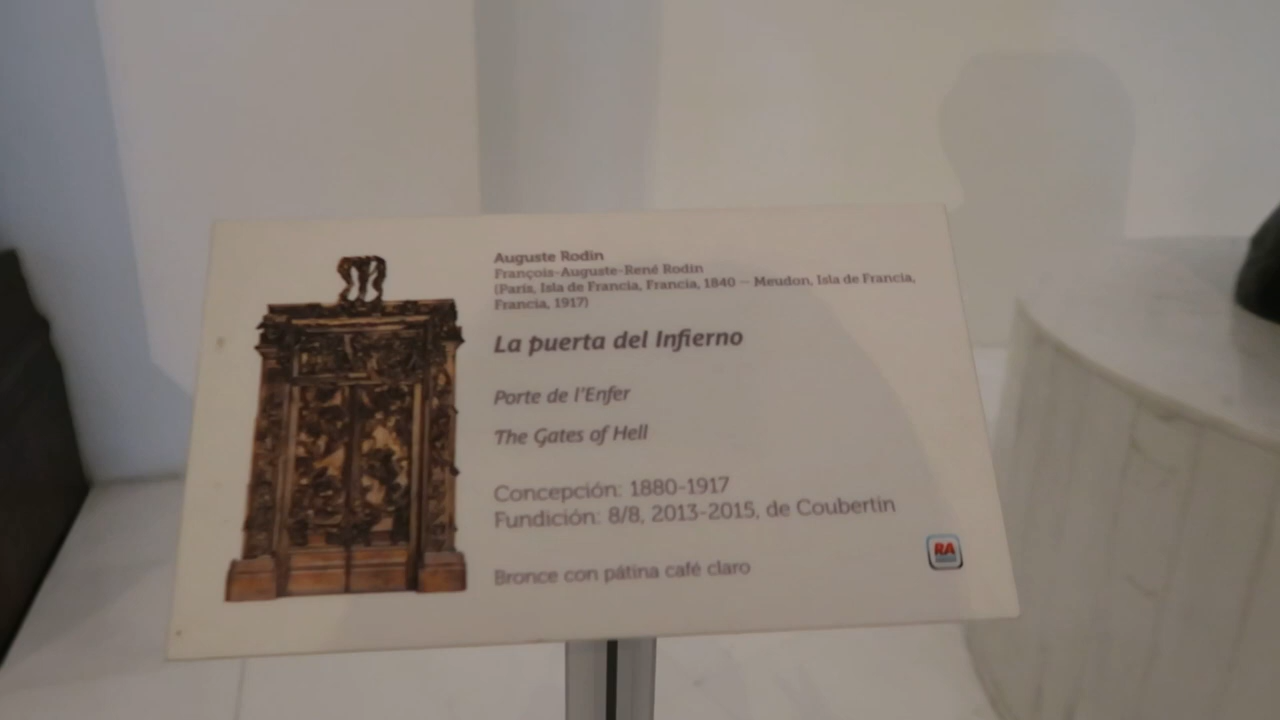 Auguste Rodin
François-Auguste-René Rodin
(París, Isla de Francia, Francia, 1840 – Meudon, Isla de Francia,
Francia, 1917)
La puerta del Infierno
Porte de l'Enfer
The Gates of Hell
Concepción: 1880-1917
Fundición: 8/8, 2013-2015, de Coubertin
RA
Bronce con pátina café claro